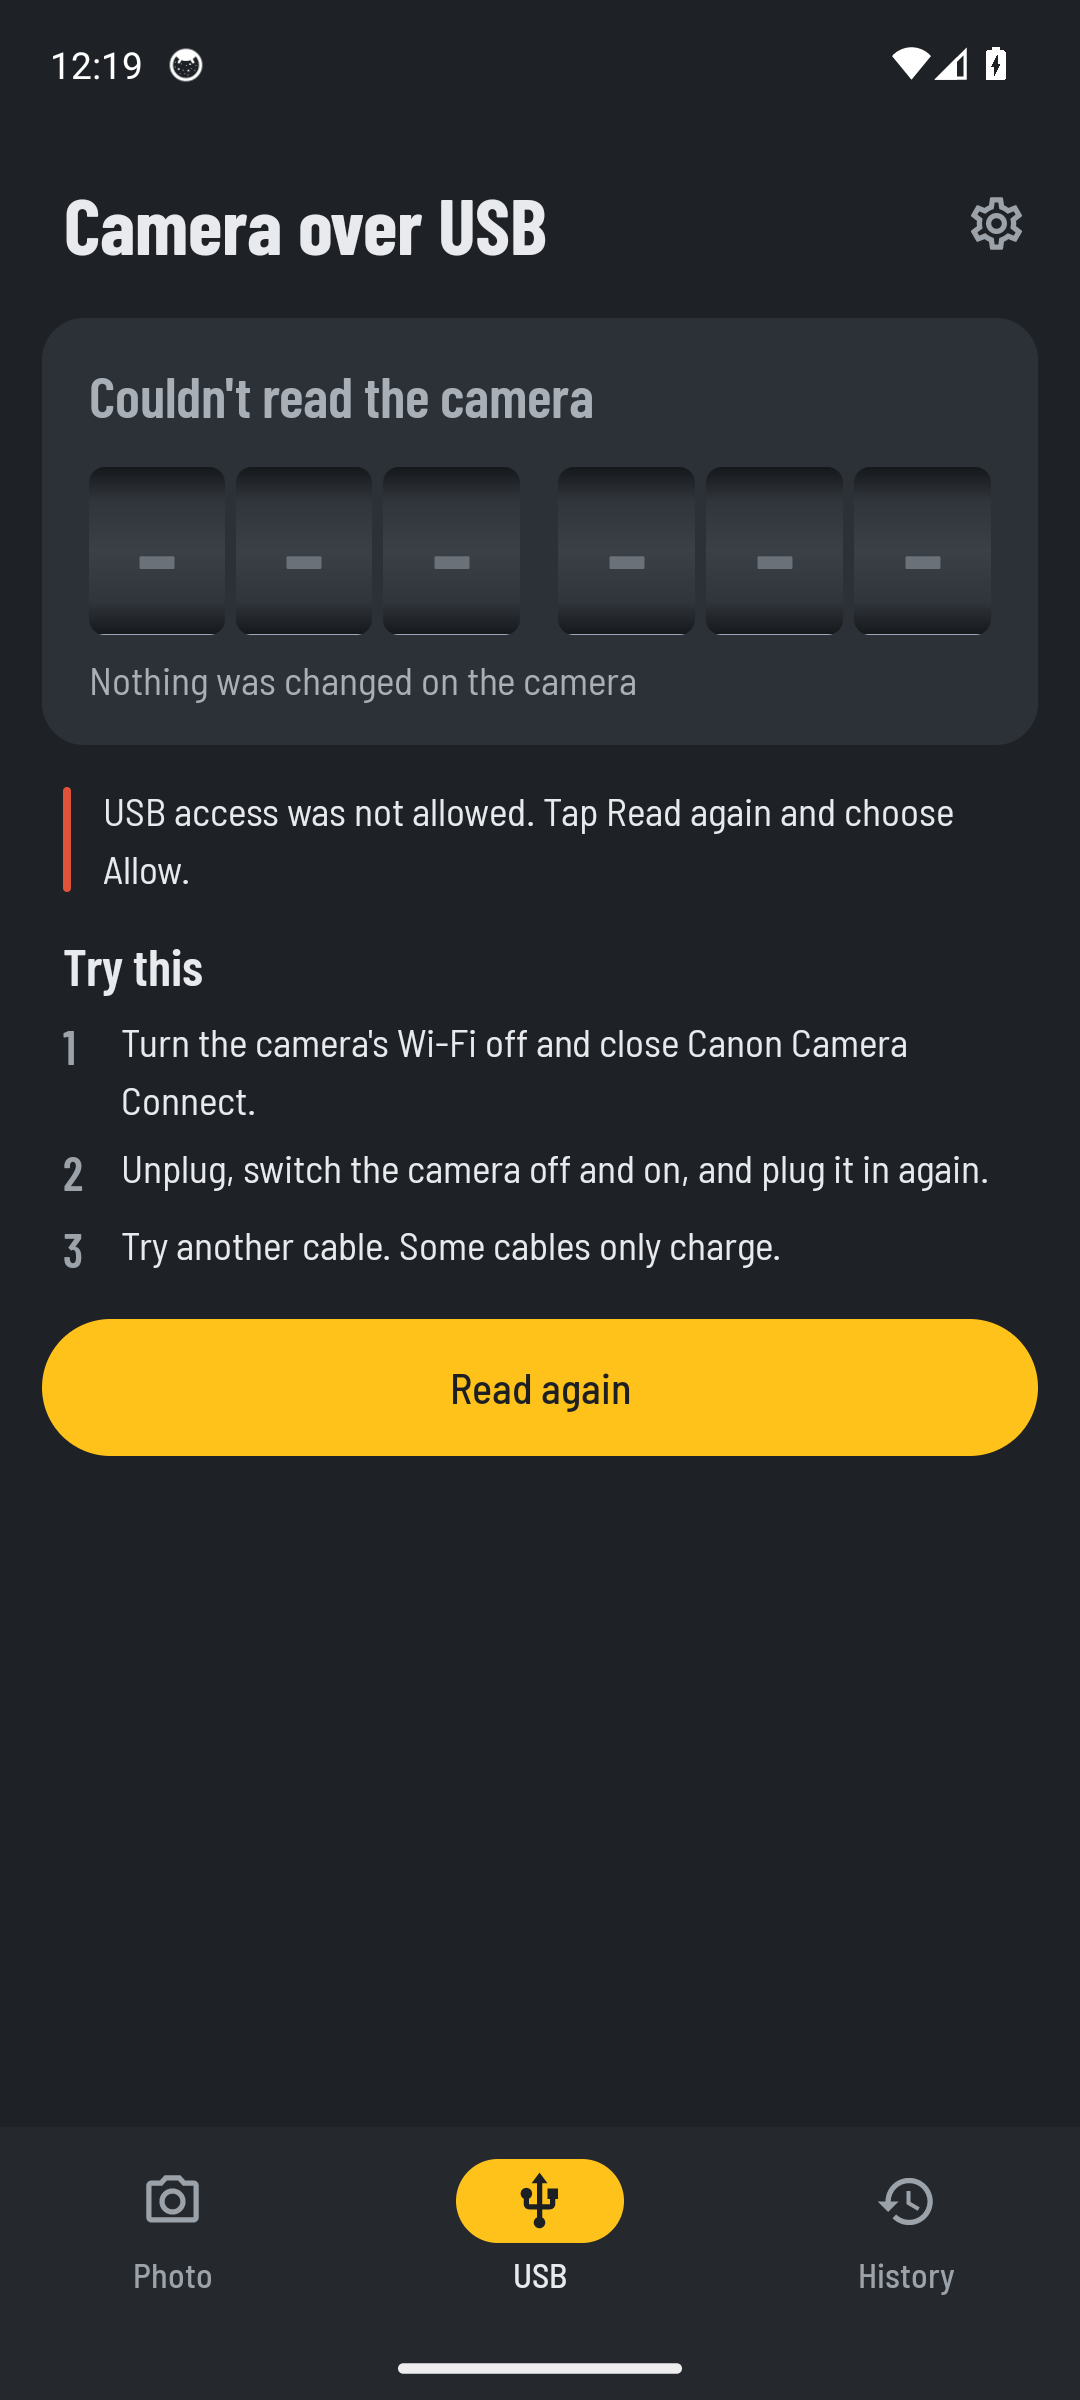 12:19
Camera over USB
Couldn't read the camera
– – – – – –
Nothing was changed on the camera
USB access was not allowed. Tap Read again and choose
Allow.
Try this
1 Turn the camera's Wi-Fi off and close Canon Camera
Connect.
2 Unplug, switch the camera off and on, and plug it in again.
3 Try another cable. Some cables only charge.
Read again
Photo USB History